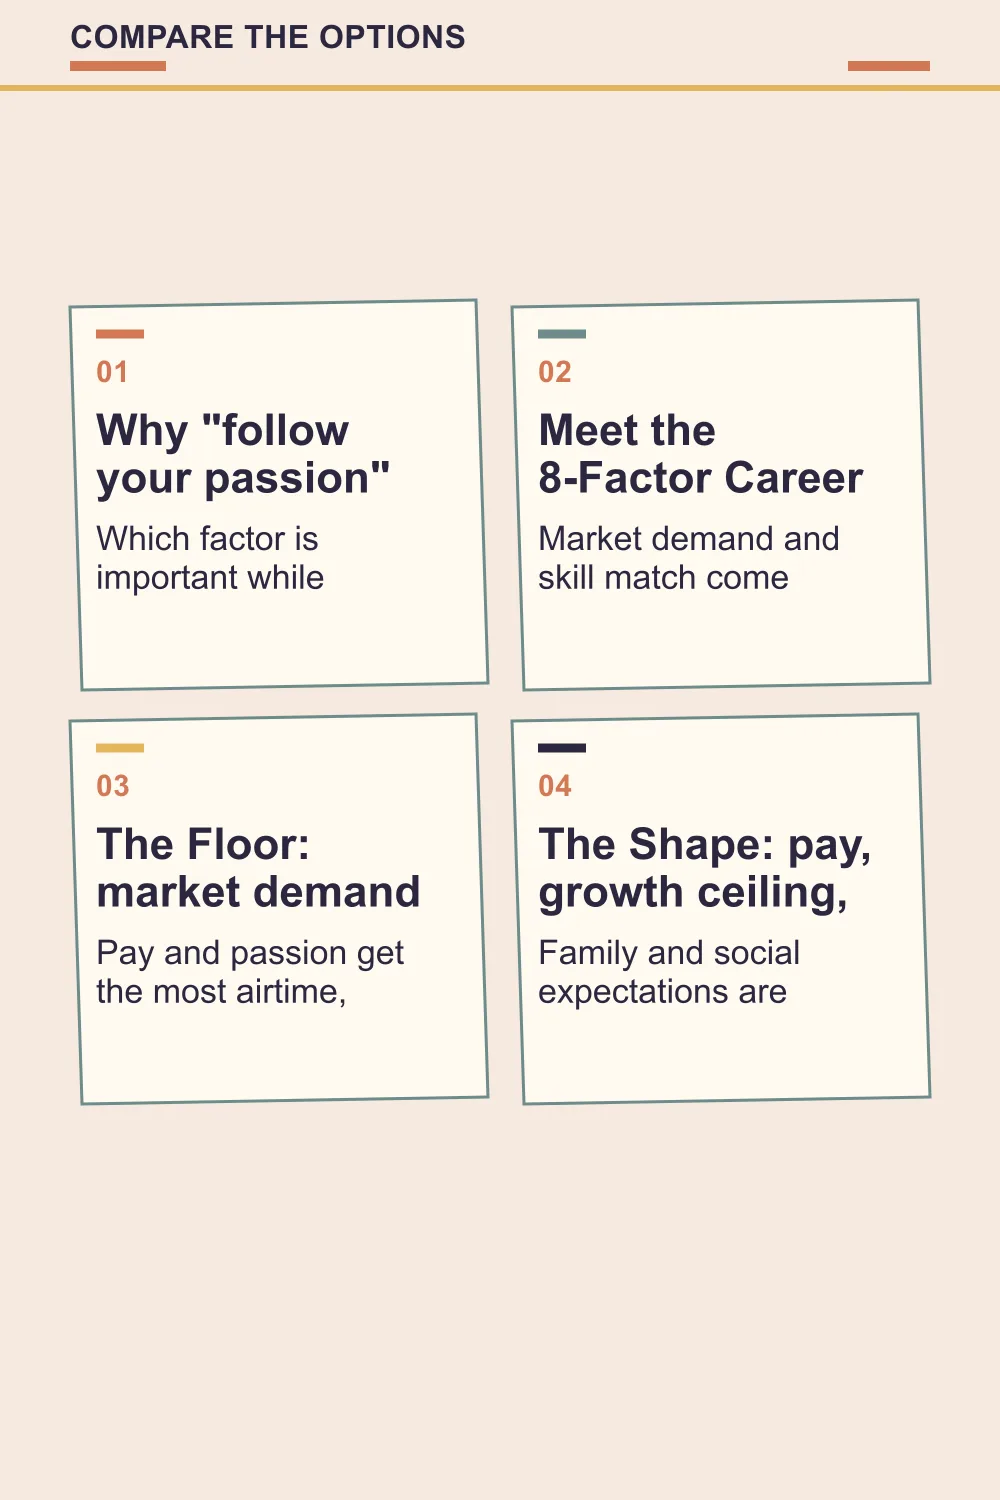 COMPARE THE OPTIONS
01
Why "follow
your passion"
Which factor is
important while
02
Meet the
8-Factor Career
Market demand and
skill match come
03
The Floor:
market demand
Pay and passion get
the most airtime,
04
The Shape: pay,
growth ceiling,
Family and social
expectations are